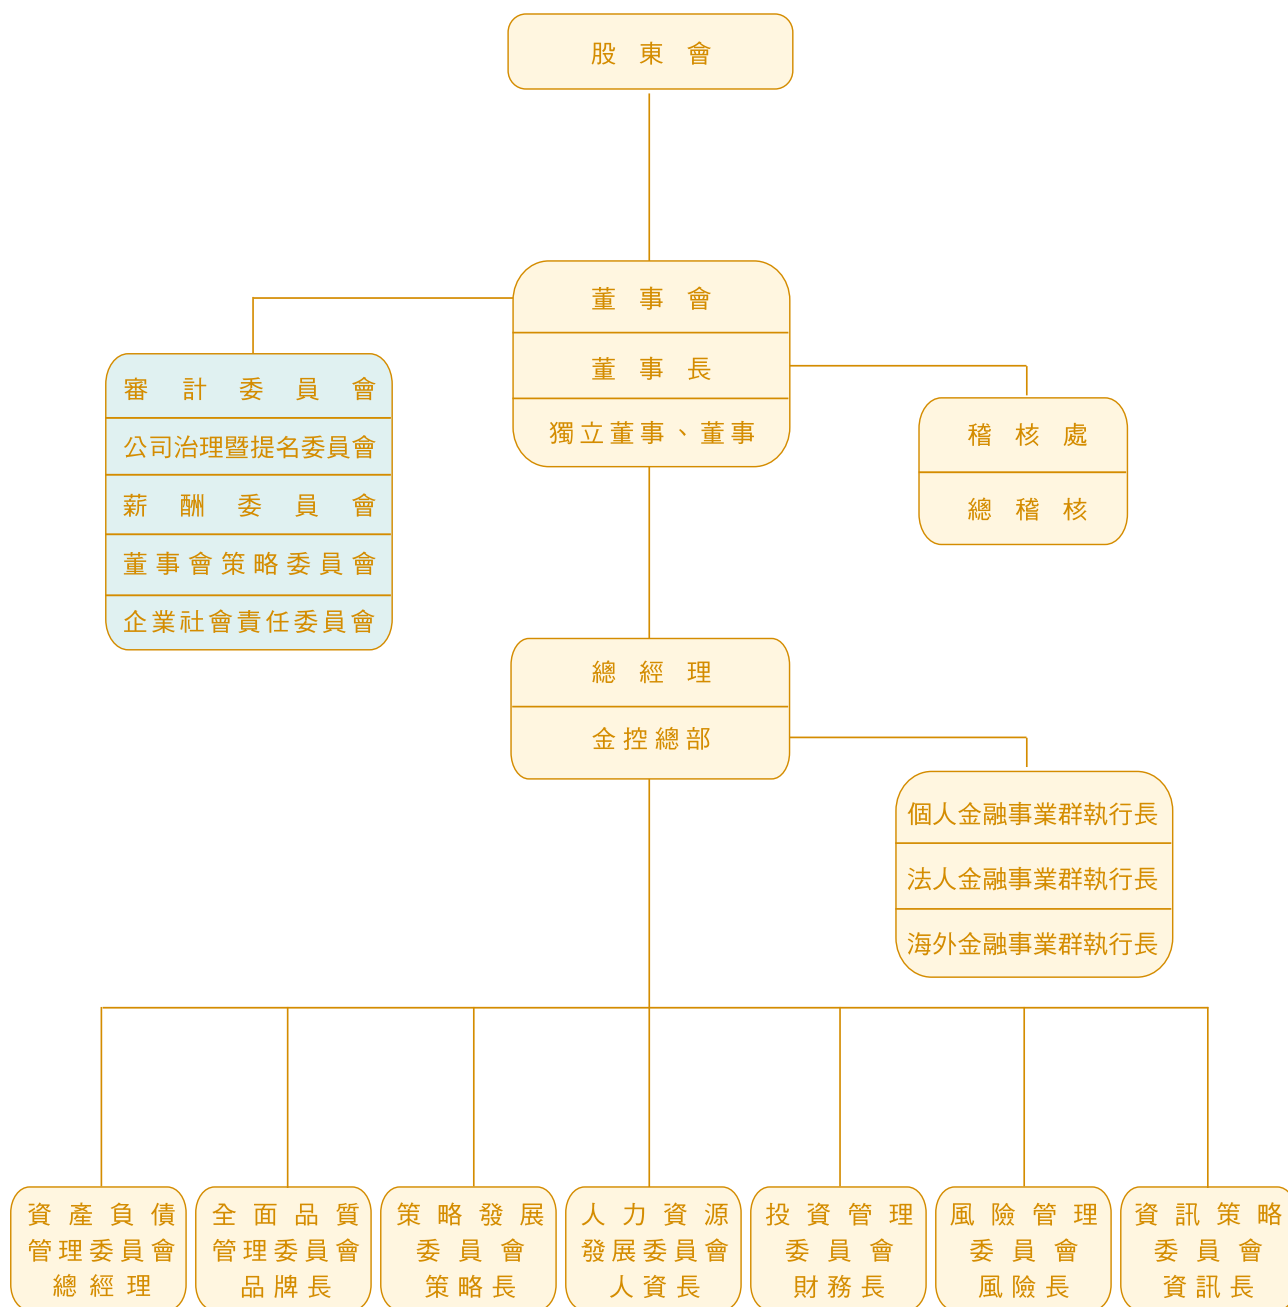 股東會
董事會
董事長
獨立董事、董事
審計委員會
公司治理暨提名委員會
薪酬委員會
董事會策略委員會
企業社會責任委員會
稽核處
總稽核
總經理
金控總部
個人金融事業群執行長
法人金融事業群執行長
海外金融事業群執行長
資產負債
管理委員會
總經理
全面品質
管理委員會
品牌長
策略發展
委員會
策略長
人力資源
發展委員會
人資長
投資管理
委員會
財務長
風險管理
委員會
風險長
資訊策略
委員會
資訊長